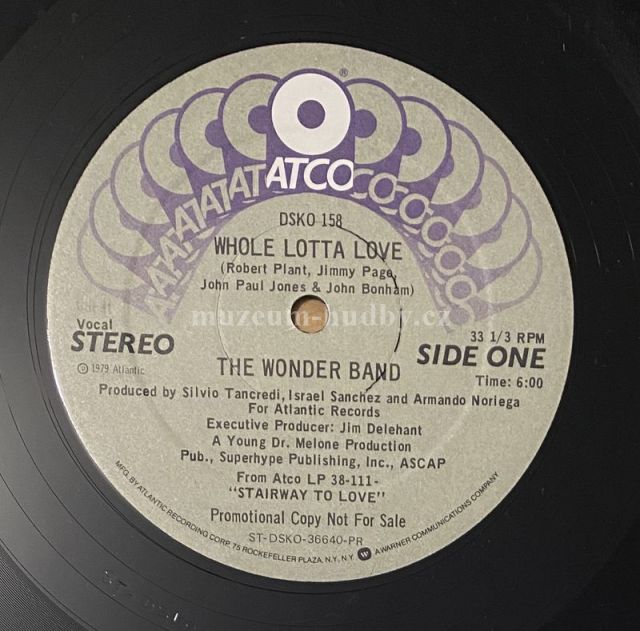 ®
ATCO
DSKO 158
WHOLE LOTTA LOVE
(Robert Plant, Jimmy Page,
John Paul Jones & John Bonham)
muzeum-hudby.cz
Vocal
STEREO
℗ 1979 Atlantic
33 1/3 RPM
SIDE ONE
Time: 6:00
THE WONDER BAND
Produced by Silvio Tancredi, Israel Sanchez and Armando Noriega
For Atlantic Records
Executive Producer: Jim Delehant
A Young Dr. Melone Production
Pub., Superhype Publishing, Inc., ASCAP
From Atco LP 38-111-
"STAIRWAY TO LOVE"
Promotional Copy Not For Sale
ST-DSKO-36640-PR
MFG. BY ATLANTIC RECORDING CORP. 75 ROCKEFELLER PLAZA, N.Y., N.Y. W A WARNER COMMUNICATIONS COMPANY